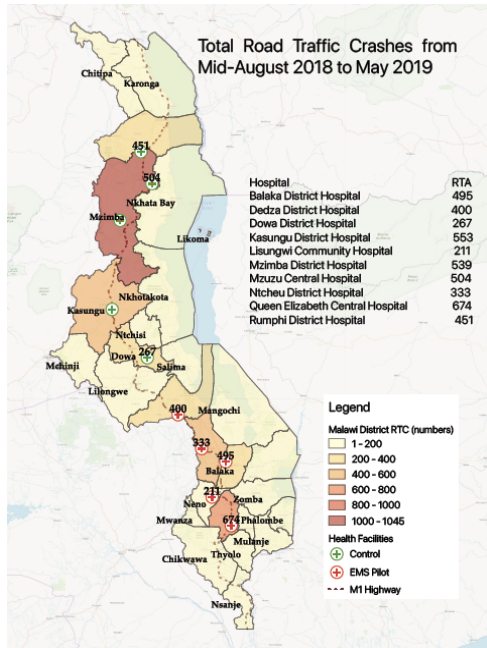 Total Road Traffic Crashes from
Mid-August 2018 to May 2019
Chitipa
Karonga
451
504
Nkhata Bay
Mzimba
Likoma
Hospital RTA
Balaka District Hospital 495
Dedza District Hospital 400
Dowa District Hospital 267
Kasungu District Hospital 553
Lisungwi Community Hospital 211
Mzimba District Hospital 539
Mzuzu Central Hospital 504
Ntcheu District Hospital 333
Queen Elizabeth Central Hospital 674
Rumphi District Hospital 451
Nkhotakota
Kasungu
Ntchisi
Dowa 267
Mchinji
Salima
Lilongwe
400
Mangochi
333
495
Balaka
211
Neno
Zomba
Mwanza
674
Phalombe
Mulanje
Thyolo
Chikwawa
Nsanje
Legend
Malawi District RTC (numbers)
1 - 200
200 - 400
400 - 600
600 - 800
800 - 1000
1000 - 1045
Health Facilities
Control
EMS Pilot
M1 Highway